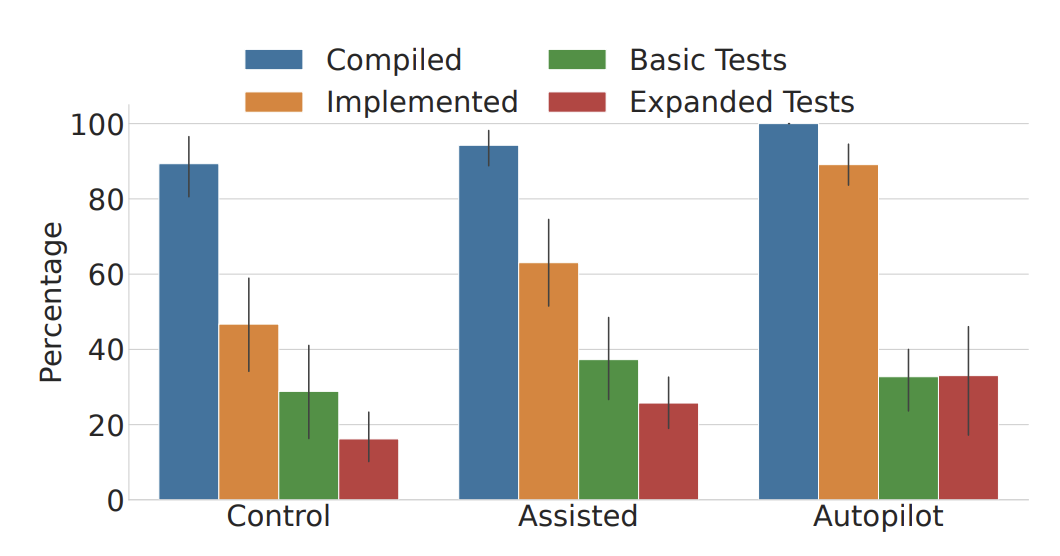 Compiled
Basic Tests
Implemented
Expanded Tests
100
80
60
40
20
0
Percentage
Control
Assisted
Autopilot